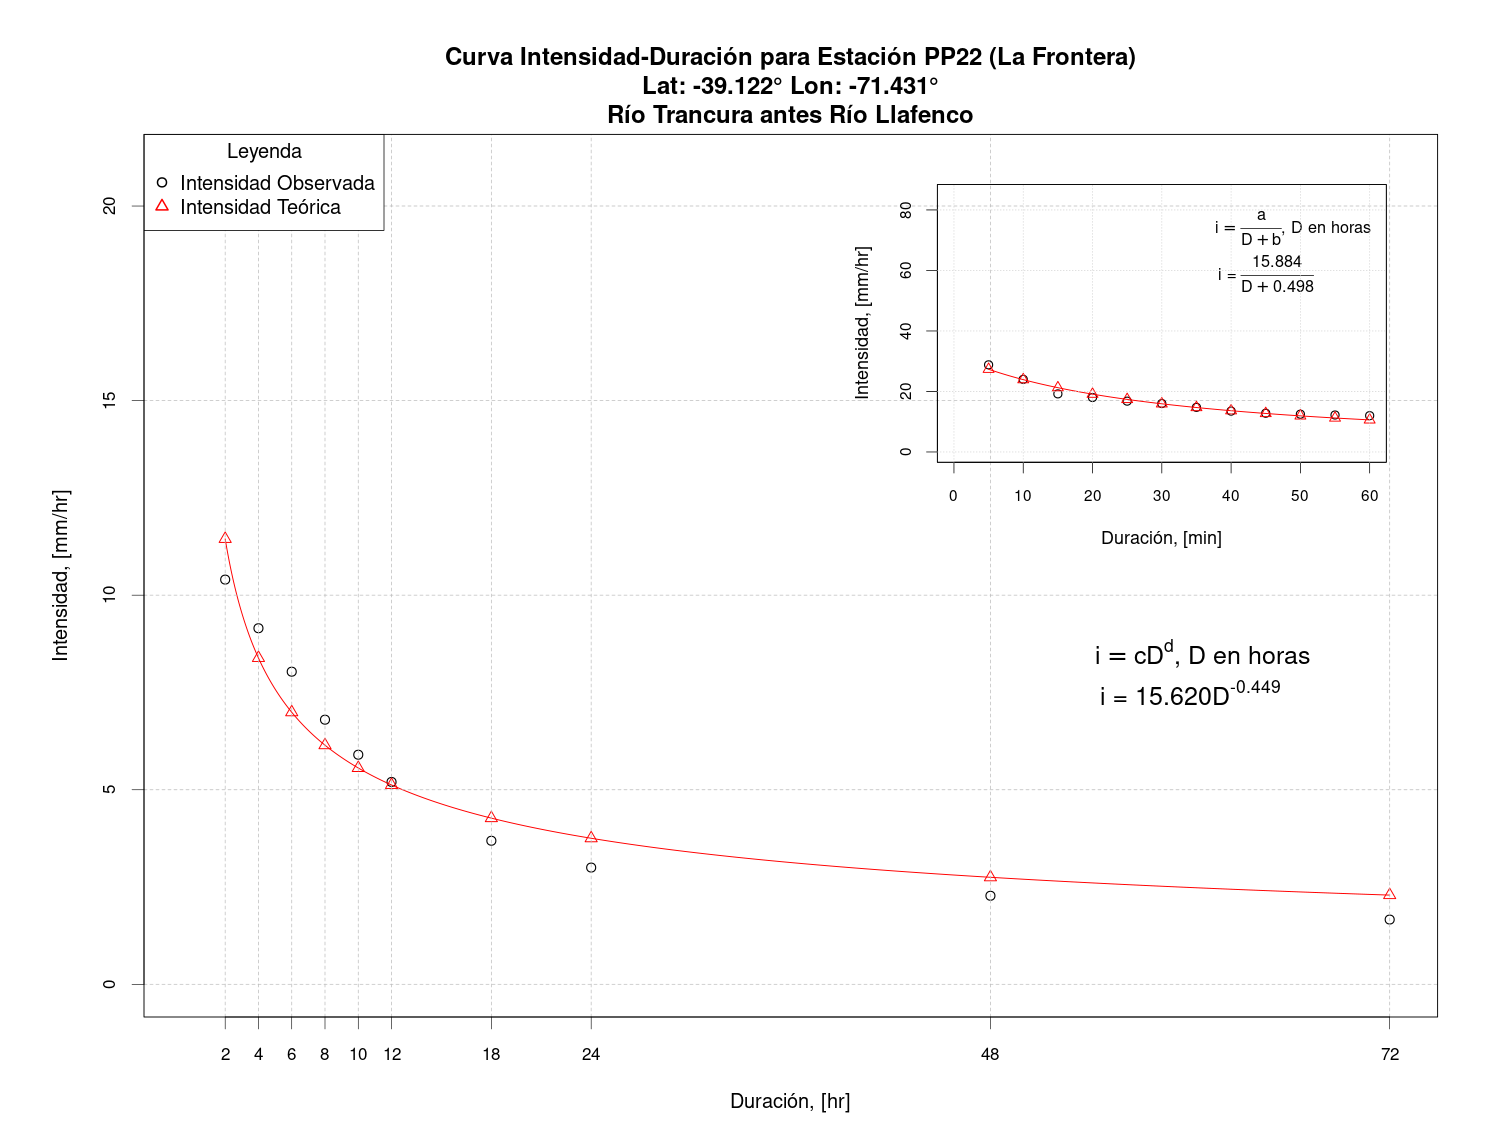 Curva Intensidad-Duración para Estación PP22 (La Frontera)
Lat: -39.122° Lon: -71.431°
Río Trancura antes Río Llafenco
Leyenda
Intensidad Observada
Intensidad Teórica
Intensidad, [mm/hr]
20
15
10
5
0
2 4 6 8 10 12 18 24 48 72
Duración, [hr]
Intensidad, [mm/hr]
80
60
40
20
0
0 10 20 30 40 50 60
Duración, [min]
i = a / D + b, D en horas
i = 15.884 / D + 0.498
i = cD^d, D en horas
i = 15.620D^-0.449